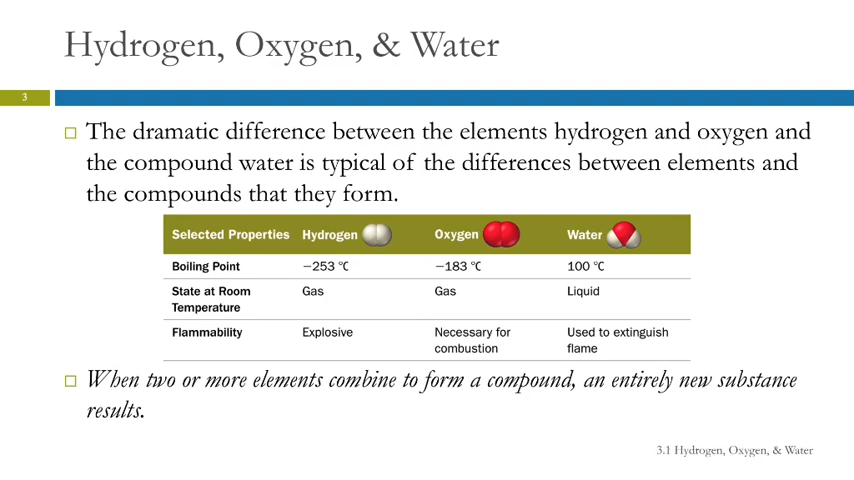 Hydrogen, Oxygen, & Water
3
The dramatic difference between the elements hydrogen and oxygen and
the compound water is typical of the differences between elements and
the compounds that they form.
Selected Properties Hydrogen Oxygen Water
Boiling Point −253 °C −183 °C 100 °C
State at Room Gas Gas Liquid
Temperature
Flammability Explosive Necessary for Used to extinguish
combustion flame
When two or more elements combine to form a compound, an entirely new substance
results.
3.1 Hydrogen, Oxygen, & Water